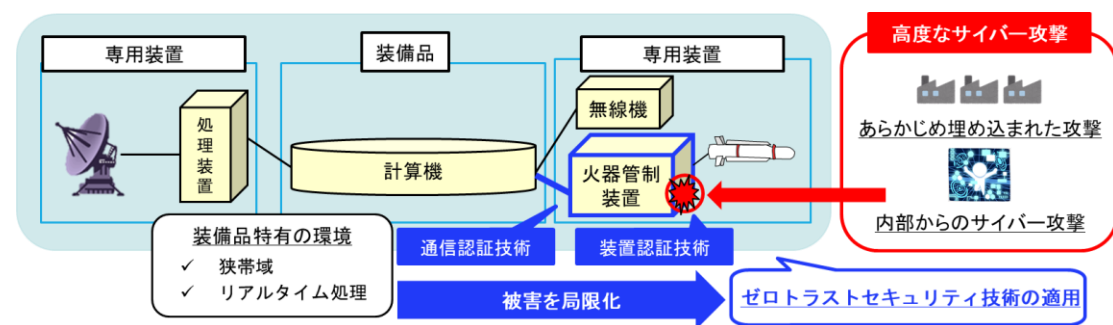 専用装置
装備品
専用装置
高度なサイバー攻撃
処理装置
計算機
無線機
火器管制
装置
あらかじめ埋め込まれた攻撃
内部からのサイバー攻撃
装備品特有の環境
✓ 狭帯域
✓ リアルタイム処理
通信認証技術
装置認証技術
被害を局限化
ゼロトラストセキュリティ技術の適用